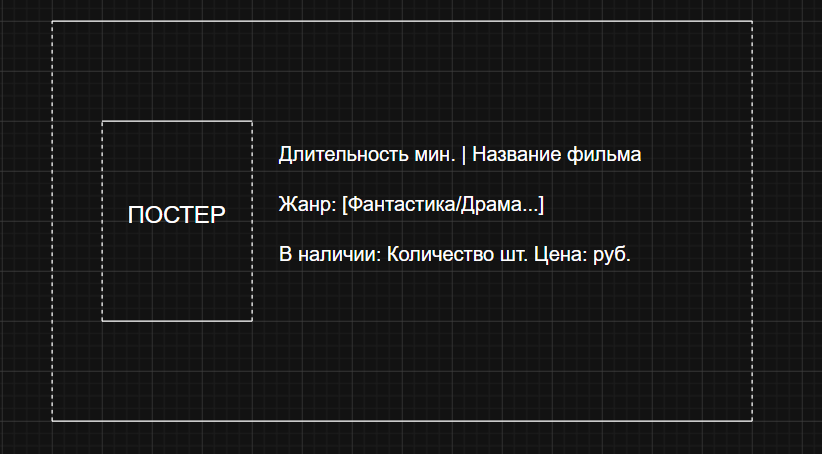 Длительность мин. | Название фильма
ПОСТЕР
Жанр: [Фантастика/Драма...]
В наличии: Количество шт. Цена: руб.